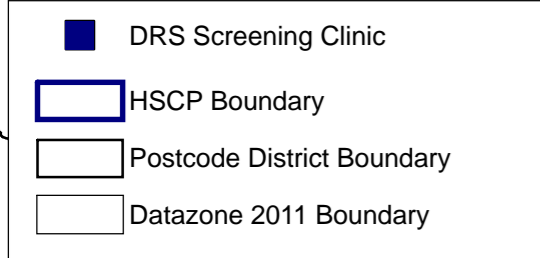 DRS Screening Clinic
HSCP Boundary
Postcode District Boundary
Datazone 2011 Boundary